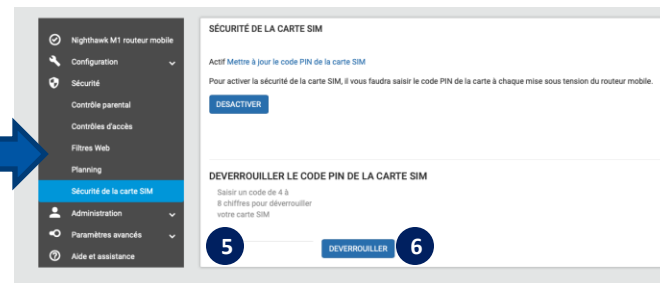 Nighthawk M1 routeur mobile
Configuration
Sécurité
Contrôle parental
Contrôles d'accès
Filtres Web
Planning
Sécurité de la carte SIM
Administration
Paramètres avancés
Aide et assistance
SÉCURITÉ DE LA CARTE SIM
Actif Mettre à jour le code PIN de la carte SIM
Pour activer la sécurité de la carte SIM, il vous faudra saisir le code PIN de la carte à chaque mise sous tension du routeur mobile.
DESACTIVER
DEVERROUILLER LE CODE PIN DE LA CARTE SIM
Saisir un code de 4 à
8 chiffres pour déverrouiller
votre carte SIM
5
DEVERROUILLER
6